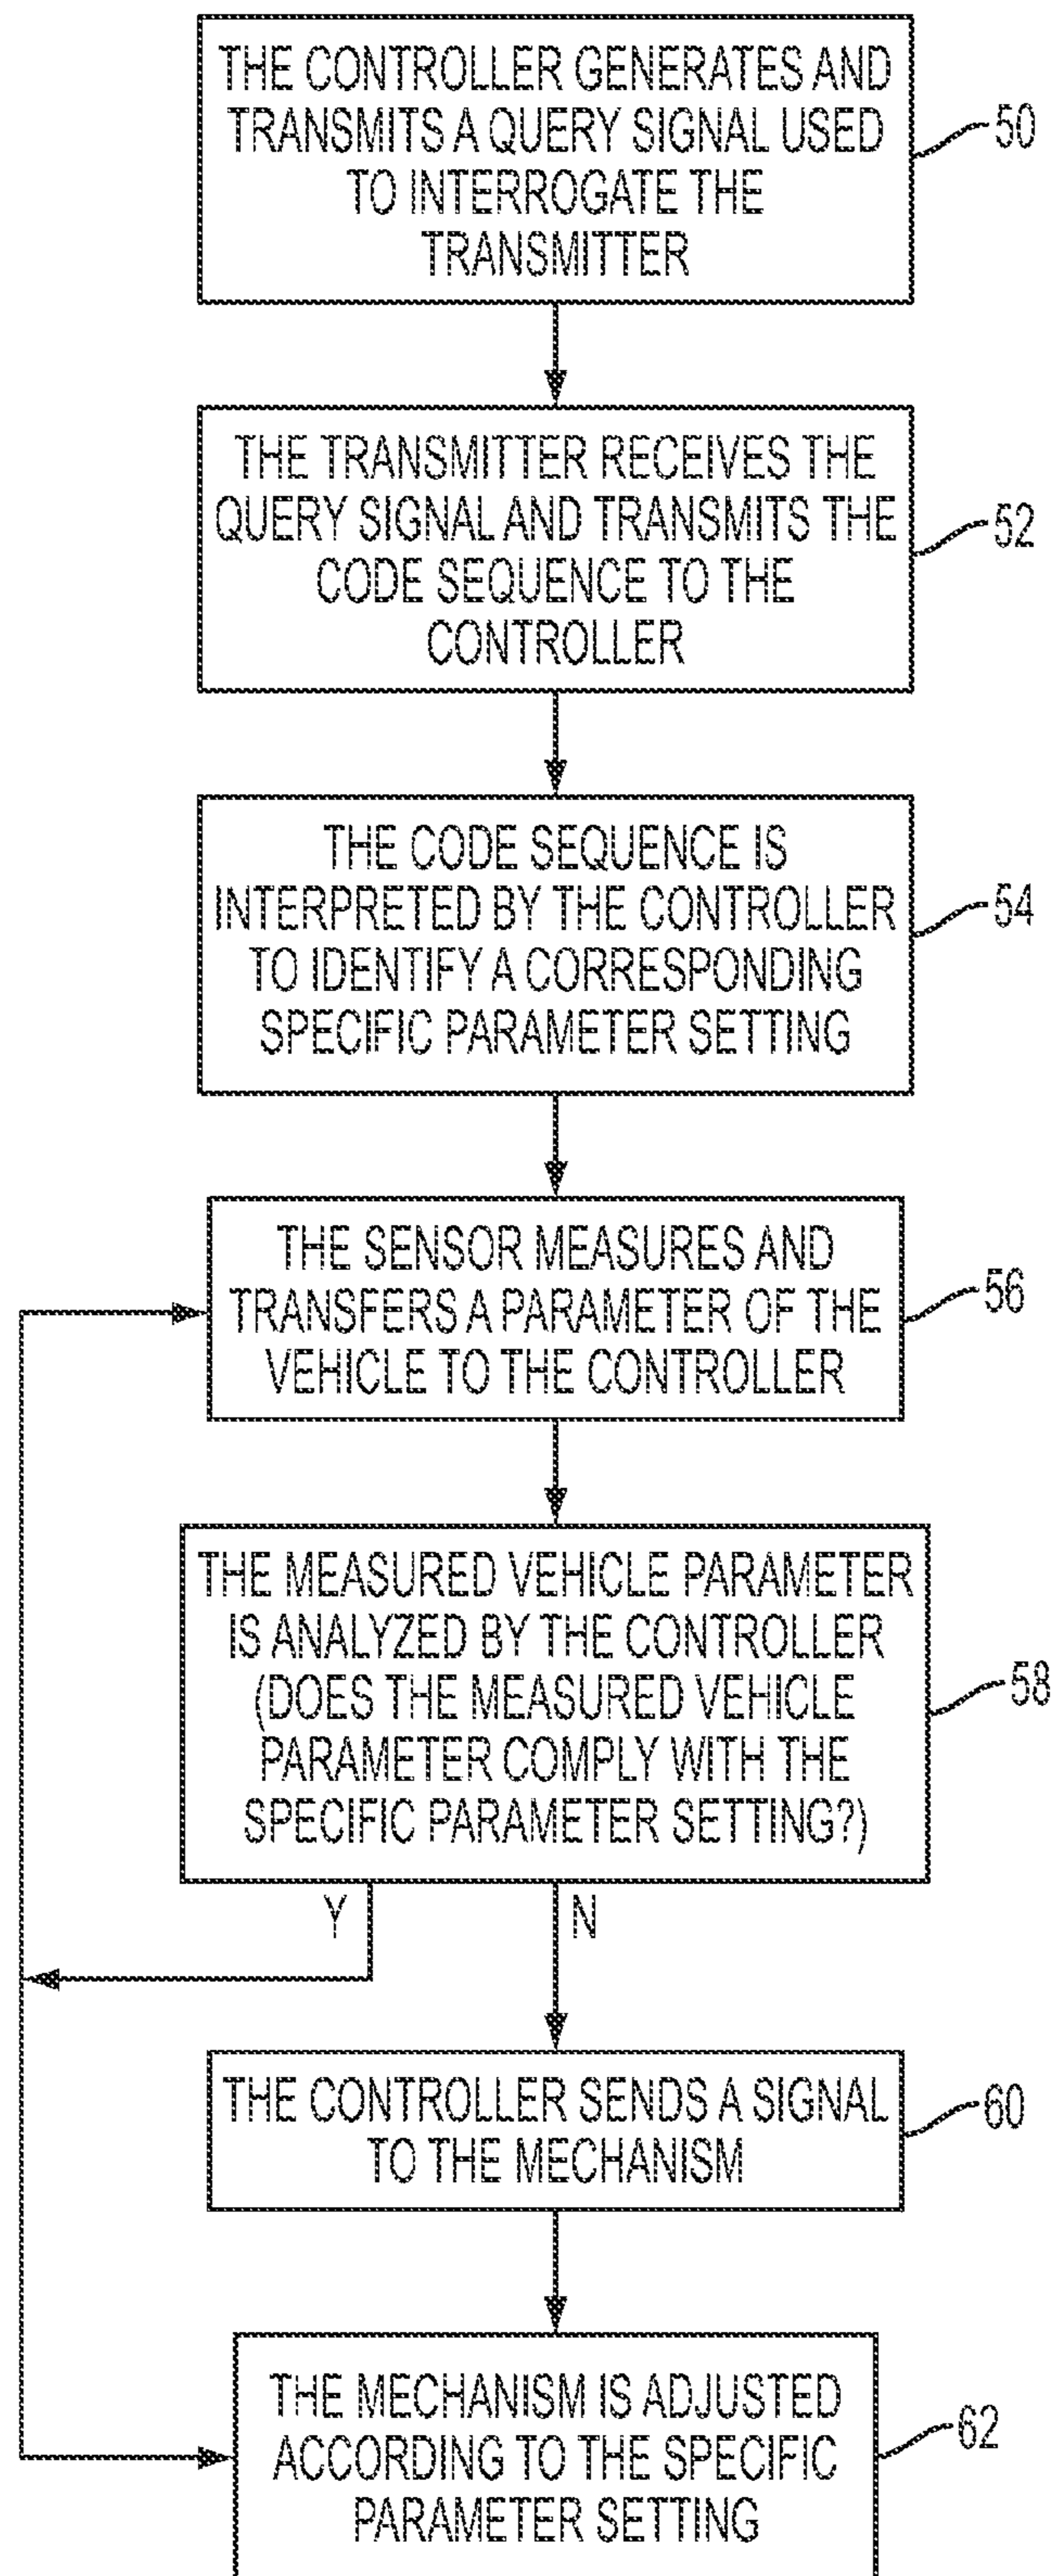 THE CONTROLLER GENERATES AND
TRANSMITS A QUERY SIGNAL USED
TO INTERROGATE THE
TRANSMITTER
50
THE TRANSMITTER RECEIVES THE
QUERY SIGNAL AND TRANSMITS THE
CODE SEQUENCE TO THE
CONTROLLER
52
THE CODE SEQUENCE IS
INTERPRETED BY THE CONTROLLER
TO IDENTIFY A CORRESPONDING
SPECIFIC PARAMETER SETTING
54
THE SENSOR MEASURES AND
TRANSFERS A PARAMETER OF THE
VEHICLE TO THE CONTROLLER
56
THE MEASURED VEHICLE PARAMETER
IS ANALYZED BY THE CONTROLLER
(DOES THE MEASURED VEHICLE
PARAMETER COMPLY WITH THE
SPECIFIC PARAMETER SETTING?)
58
Y
N
THE CONTROLLER SENDS A SIGNAL
TO THE MECHANISM
60
THE MECHANISM IS ADJUSTED
ACCORDING TO THE SPECIFIC
PARAMETER SETTING
62